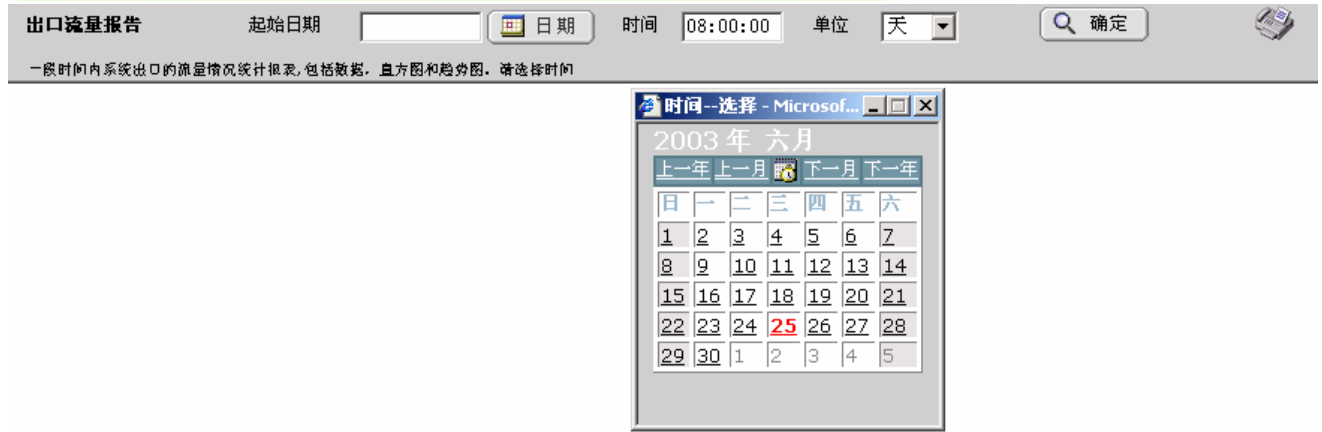 出口流量报告 起始日期 日期 时间 08:00:00 单位 天 确定
一段时间内系统出口的流量情况统计报表,包括数据，直方图和趋势图。请选择时间
时间--选择 - Microsof...
2003 年 六月
上一年 上一月 下一月 下一年
日 一 二 三 四 五 六
1 2 3 4 5 6 7
8 9 10 11 12 13 14
15 16 17 18 19 20 21
22 23 24 25 26 27 28
29 30 1 2 3 4 5